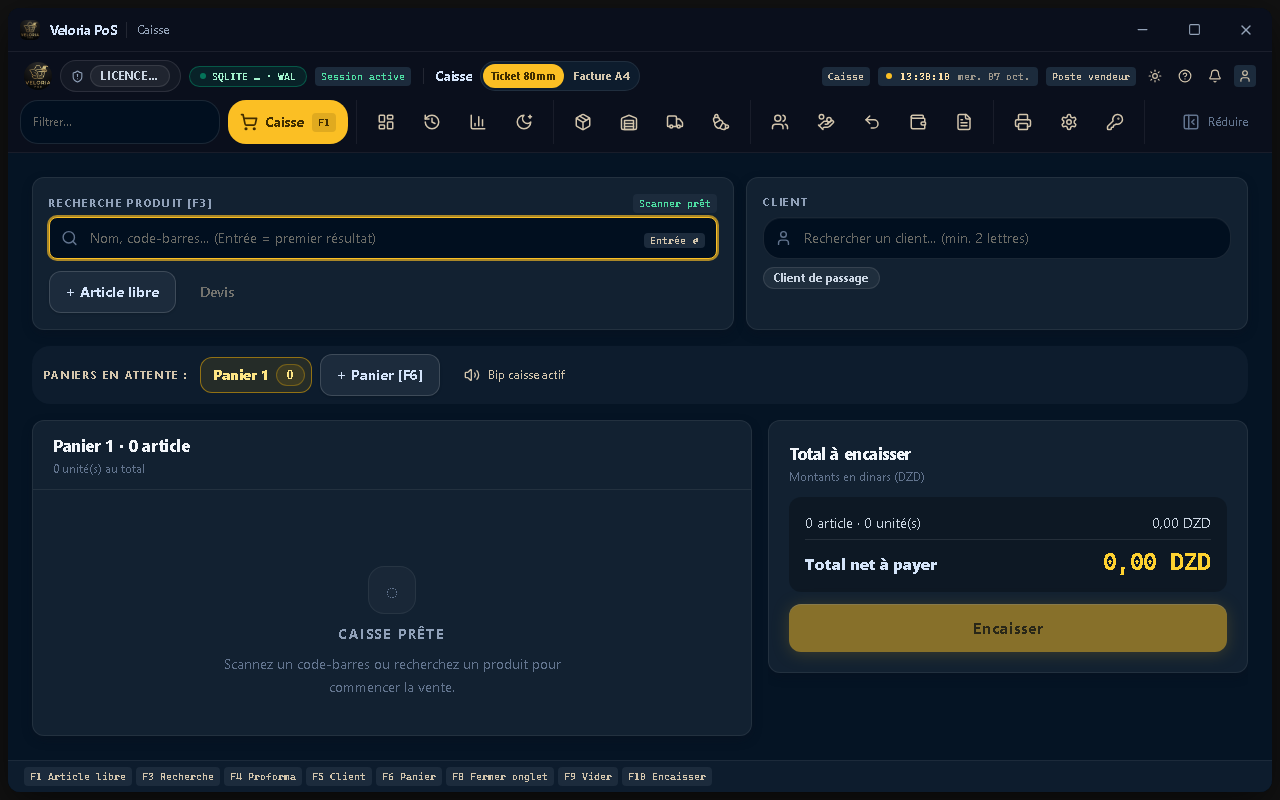 Veloria PoS Caisse
LICENCE... SQLITE … · WAL Session active Caisse Ticket 80mm Facture A4 Caisse 13:30:10 mer. 07 oct. Poste vendeur
Filtrer... Caisse F1 Réduire
RECHERCHE PRODUIT [F3] Scanner prêt
Nom, code-barres... (Entrée = premier résultat) Entrée
+ Article libre Devis
CLIENT
Rechercher un client... (min. 2 lettres)
Client de passage
PANIERS EN ATTENTE : Panier 1 0 + Panier [F6] Bip caisse actif
Panier 1 · 0 article
0 unité(s) au total
CAISSE PRÊTE
Scannez un code-barres ou recherchez un produit pour
commencer la vente.
Total à encaisser
Montants en dinars (DZD)
0 article · 0 unité(s) 0,00 DZD
Total net à payer 0,00 DZD
Encaisser
F1 Article libre F3 Recherche F4 Proforma F5 Client F6 Panier F8 Fermer onglet F9 Vider F10 Encaisser